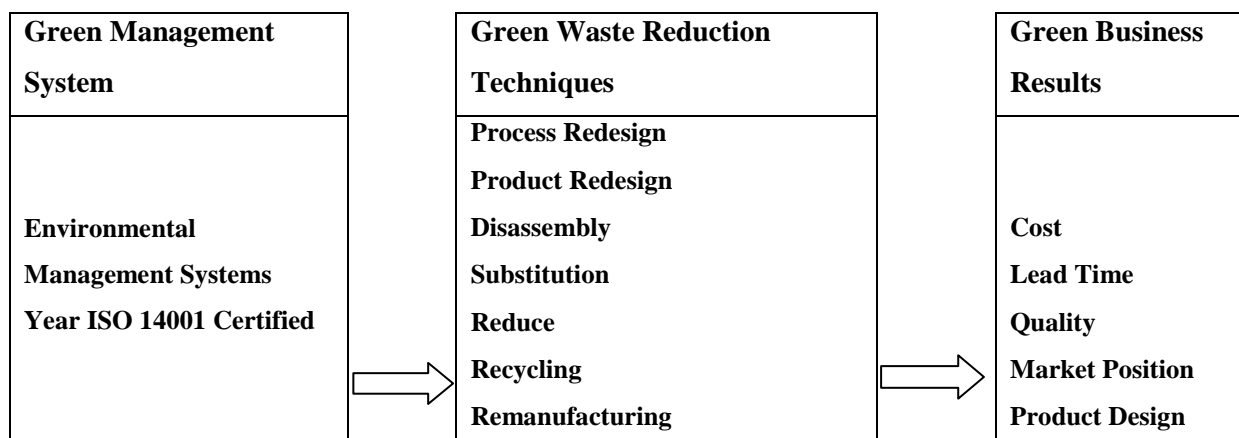 Green Management
System
Environmental
Management Systems
Year ISO 14001 Certified
Green Waste Reduction
Techniques
Process Redesign
Product Redesign
Disassembly
Substitution
Reduce
Recycling
Remanufacturing
Green Business
Results
Cost
Lead Time
Quality
Market Position
Product Design